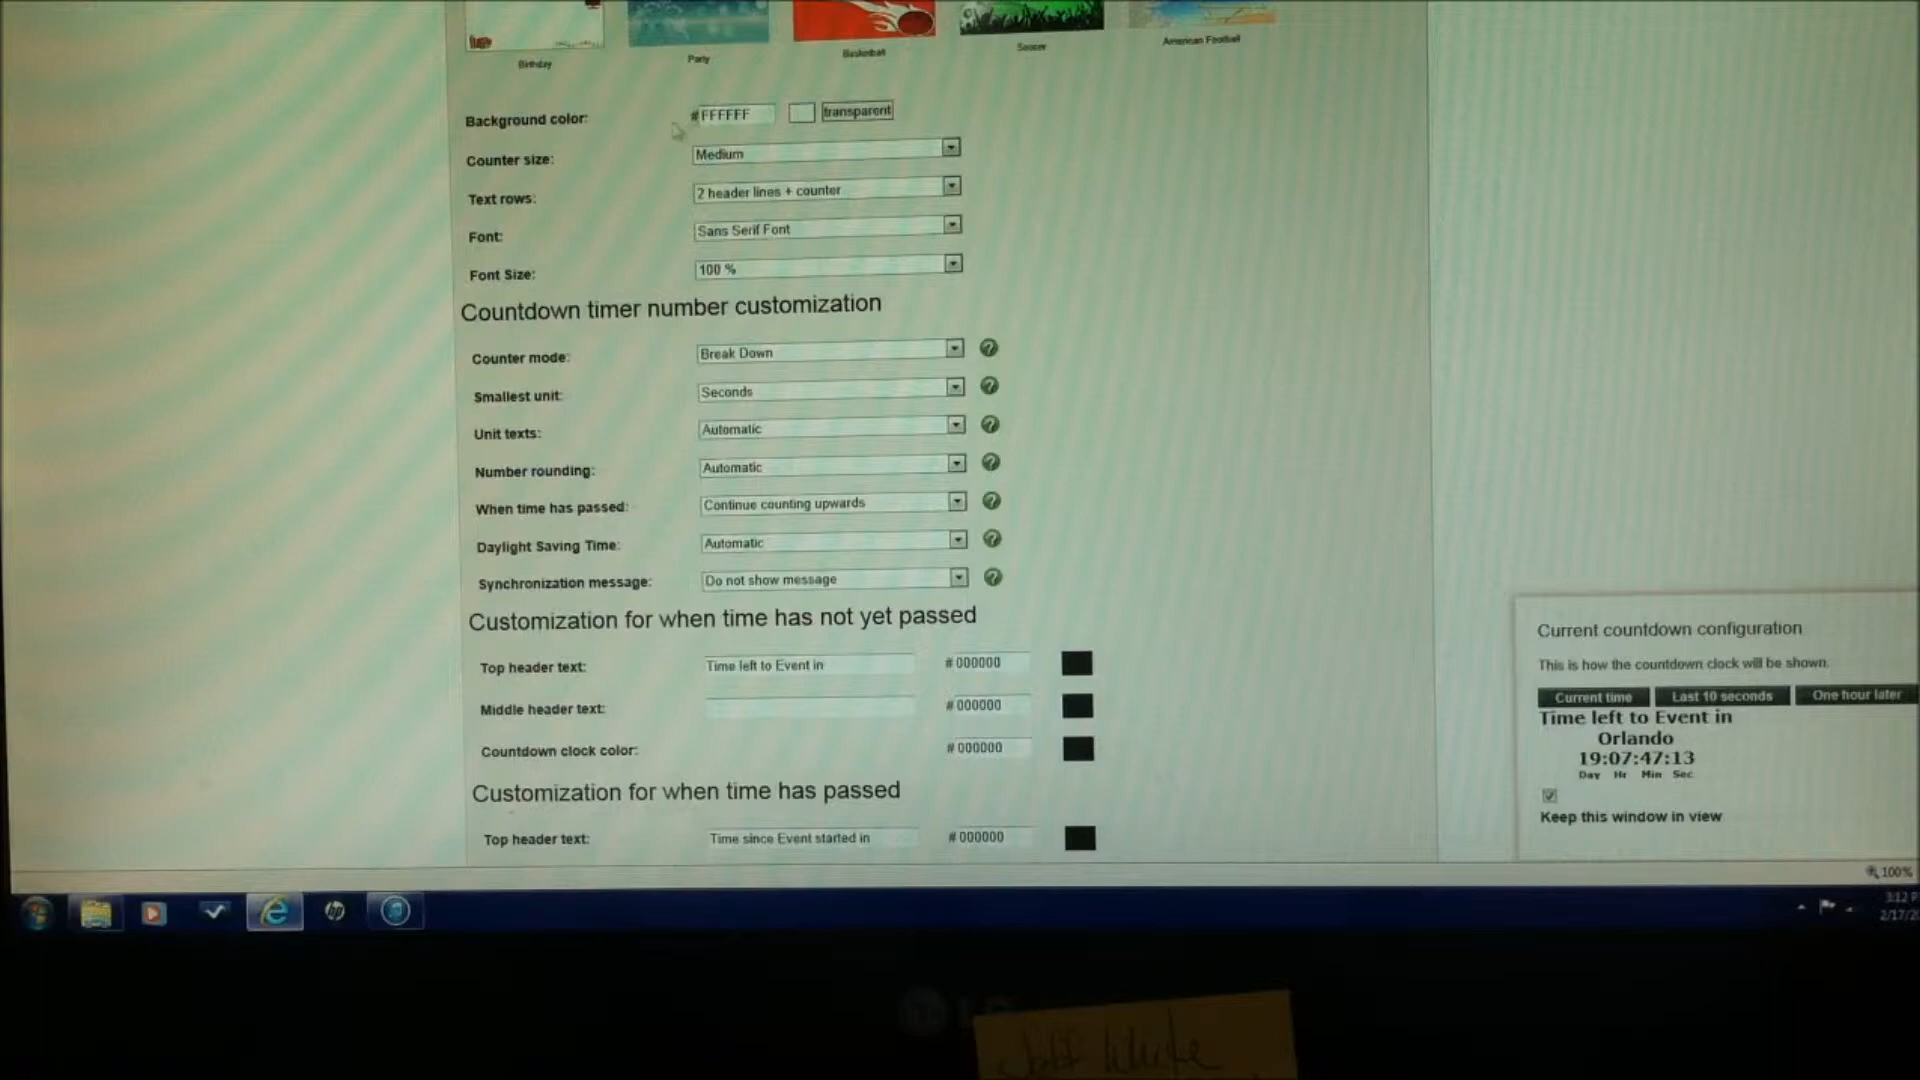 Birthday
Party
Basketball
Soccer
American Football
Background color:
#FFFFFF
transparent
Counter size:
Medium
Text rows:
2 header lines + counter
Font:
Sans Serif Font
Font Size:
100 %
Countdown timer number customization
Counter mode:
Break Down
Smallest unit:
Seconds
Unit texts:
Automatic
Number rounding:
Automatic
When time has passed:
Continue counting upwards
Daylight Saving Time:
Automatic
Synchronization message:
Do not show message
Customization for when time has not yet passed
Top header text:
Time left to Event in
# 000000
Middle header text:
# 000000
Countdown clock color:
# 000000
Customization for when time has passed
Top header text:
Time since Event started in
# 000000
Current countdown configuration
This is how the countdown clock will be shown.
Current time
Last 10 seconds
One hour later
Time left to Event in
Orlando
19:07:47:13
Day Hr Min Sec
Keep this window in view
100%
3:12 P
2/17/20
hp
LG